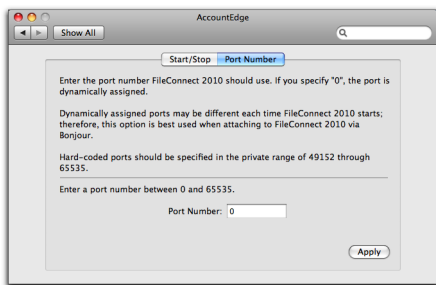 AccountEdge
Show All
Start/Stop Port Number
Enter the port number FileConnect 2010 should use. If you specify "0", the port is
dynamically assigned.
Dynamically assigned ports may be different each time FileConnect 2010 starts;
therefore, this option is best used when attaching to FileConnect 2010 via
Bonjour.
Hard-coded ports should be specified in the private range of 49152 through
65535.
Enter a port number between 0 and 65535.
Port Number: 0
Apply